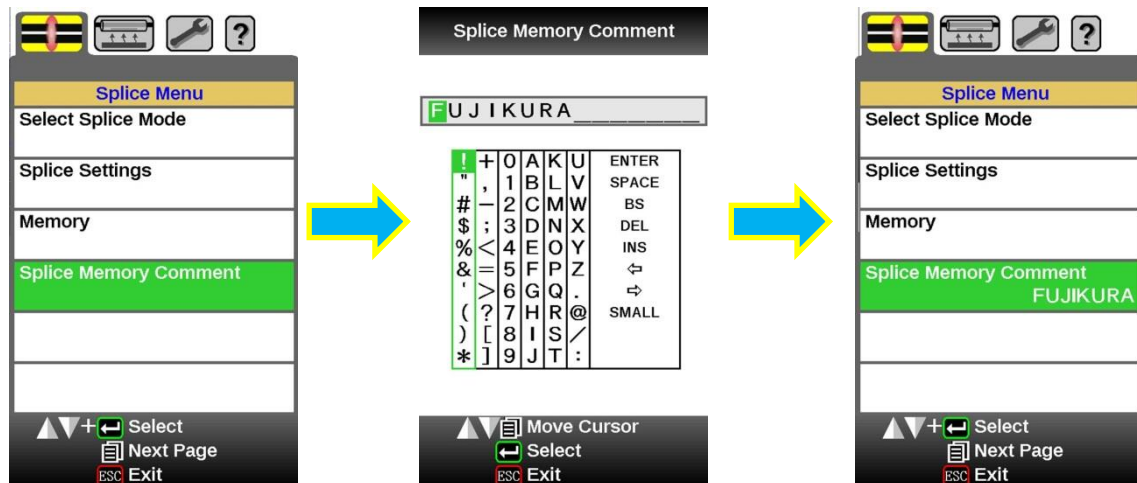 ?
Splice Menu
Select Splice Mode
Splice Settings
Memory
Splice Memory Comment
+ Select
Next Page
ESC Exit
Splice Memory Comment
FUJIKURA_______
! + 0 A K U ENTER
" , 1 B L V SPACE
# − 2 C M W BS
$ ; 3 D N X DEL
% < 4 E O Y INS
& = 5 F P Z ⇦
' > 6 G Q . ⇨
( ? 7 H R @ SMALL
) [ 8 I S /
* ] 9 J T :
Move Cursor
Select
ESC Exit
?
Splice Menu
Select Splice Mode
Splice Settings
Memory
Splice Memory Comment
FUJIKURA
+ Select
Next Page
ESC Exit